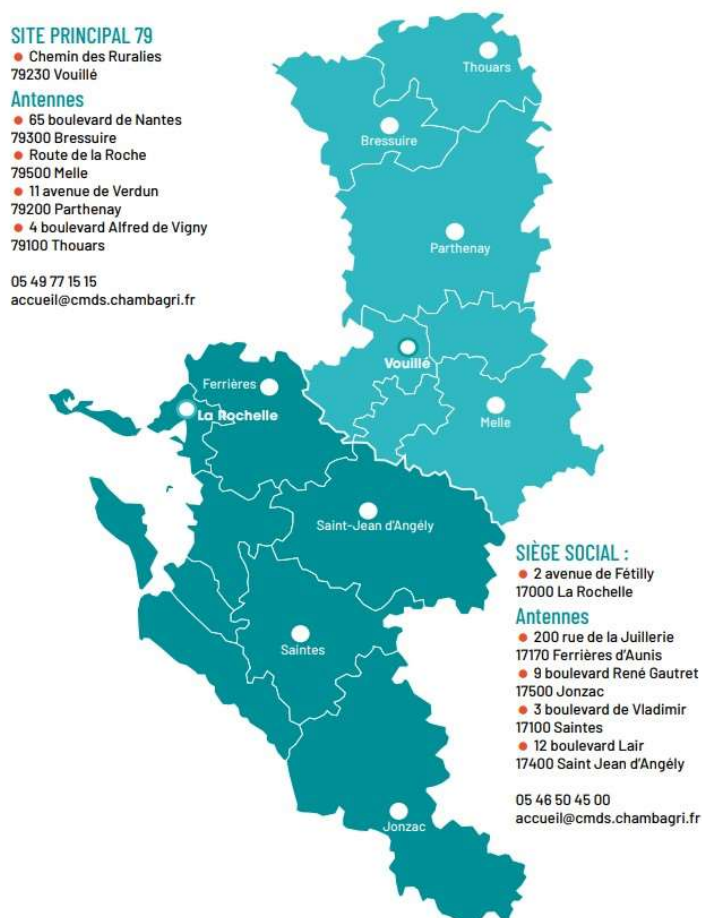 SITE PRINCIPAL 79
Chemin des Ruralies
79230 Vouillé
Antennes
65 boulevard de Nantes
79300 Bressuire
Route de la Roche
79500 Melle
11 avenue de Verdun
79200 Parthenay
4 boulevard Alfred de Vigny
79100 Thouars
05 49 77 15 15
accueil@cmds.chambagri.fr
Thouars
Bressuire
Parthenay
Vouillé
Ferrières
La Rochelle
Melle
Saint-Jean d'Angély
Saintes
Jonzac
SIÈGE SOCIAL :
2 avenue de Fétilly
17000 La Rochelle
Antennes
200 rue de la Juillerie
17170 Ferrières d'Aunis
9 boulevard René Gautret
17500 Jonzac
3 boulevard de Vladimir
17100 Saintes
12 boulevard Lair
17400 Saint Jean d'Angély
05 46 50 45 00
accueil@cmds.chambagri.fr